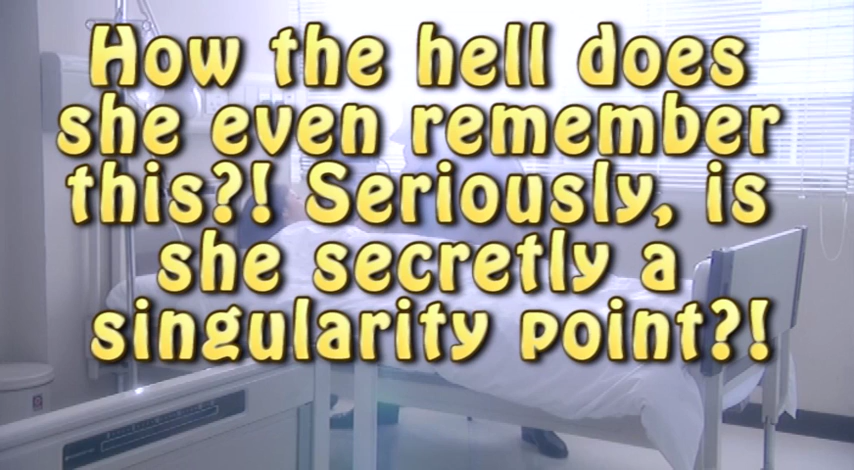 How the hell does
she even remember
this?! Seriously, is
she secretly a
singularity point?!